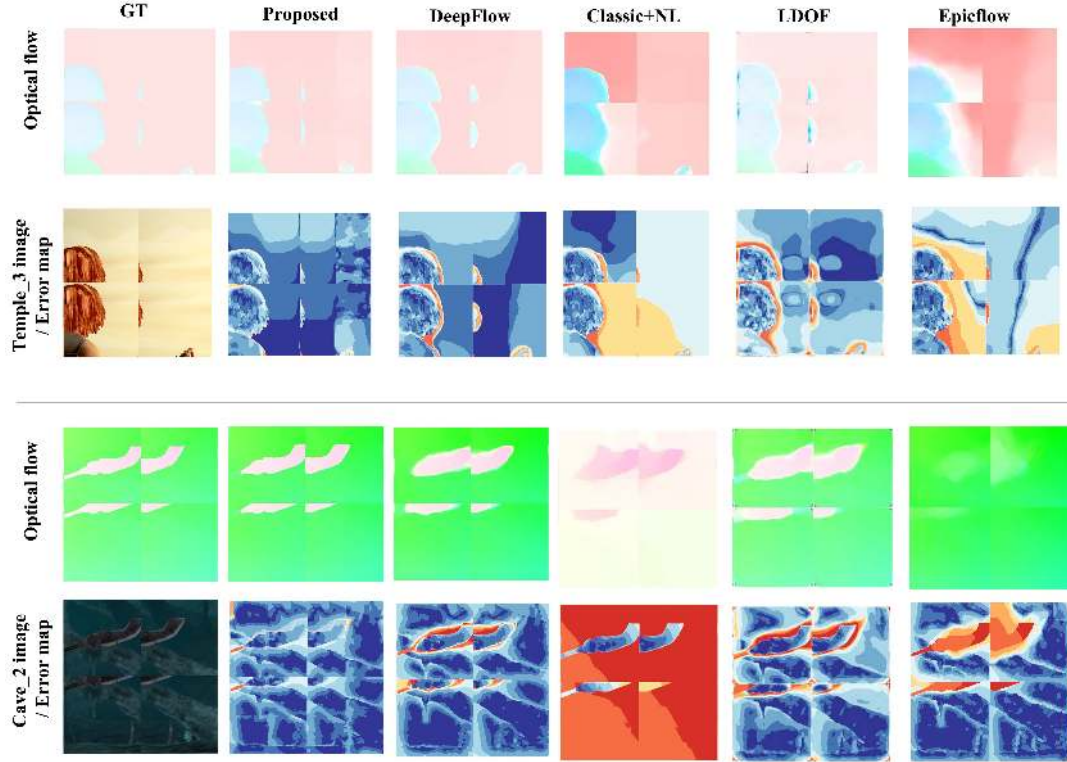 GT Proposed DeepFlow Classic+NL LDOF Epicflow
Optical flow
Temple_3 image
/ Error map
Optical flow
Cave_2 image
/ Error map